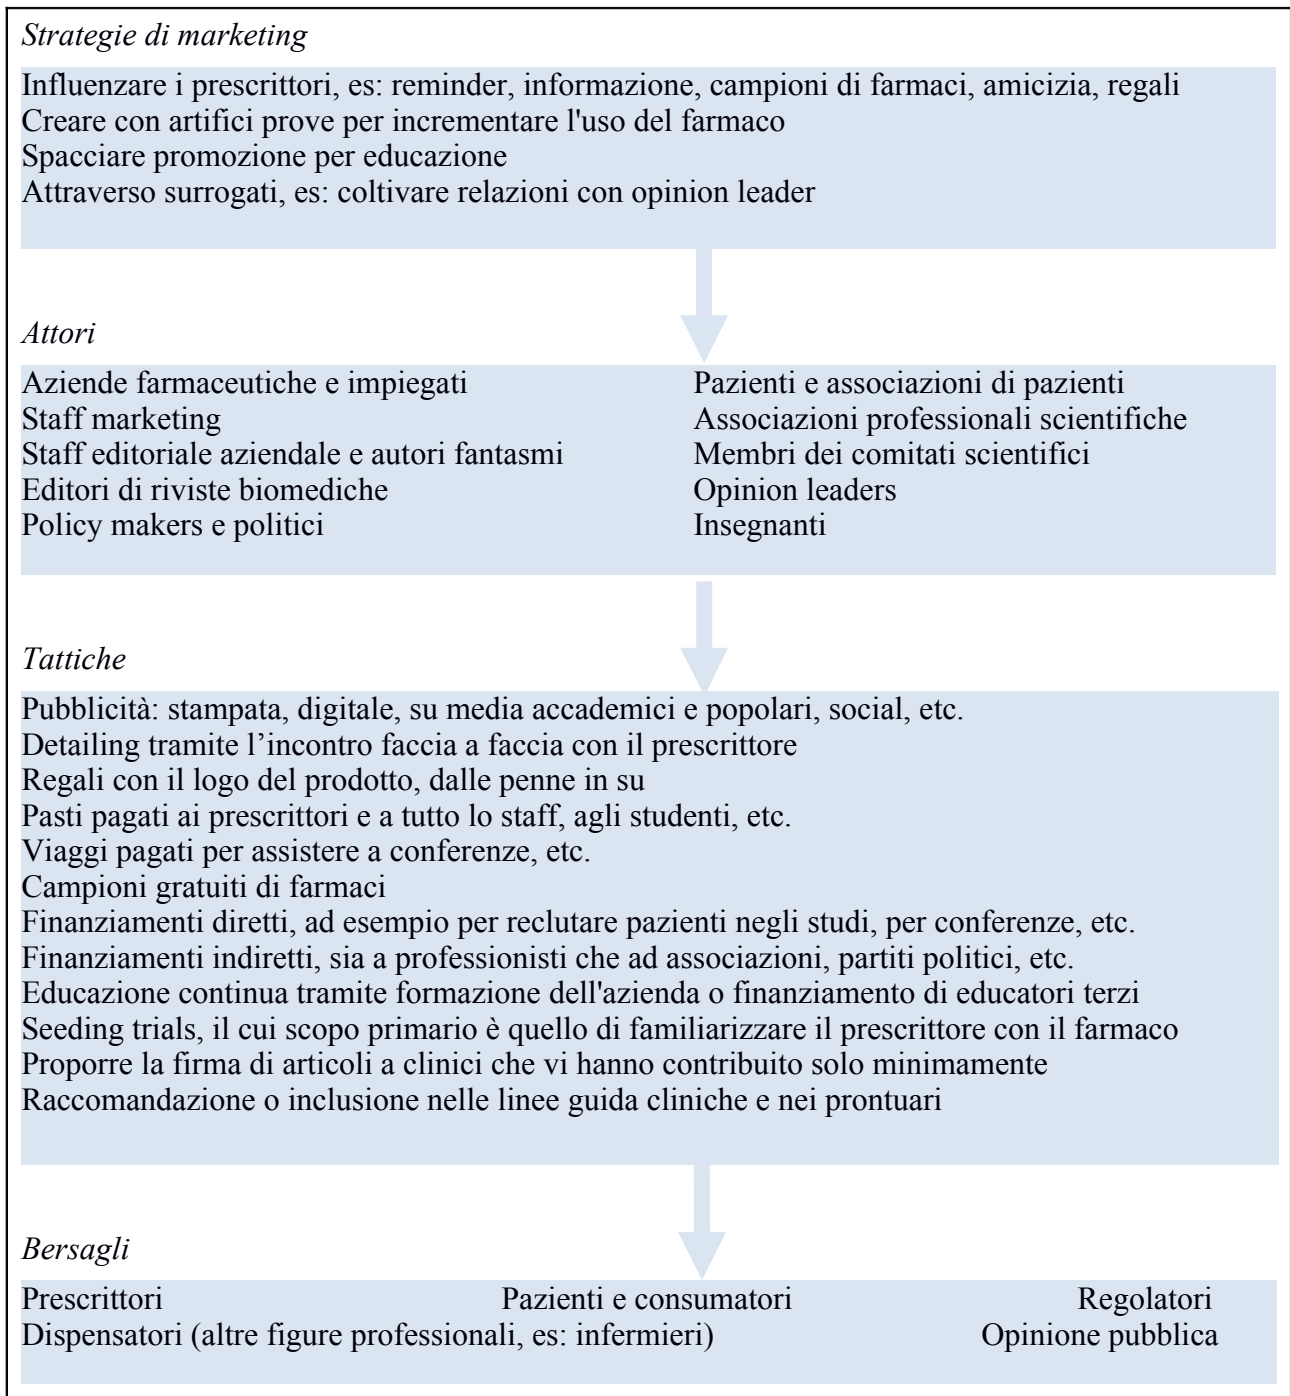 Strategie di marketing
Influenzare i prescrittori, es: reminder, informazione, campioni di farmaci, amicizia, regali
Creare con artifici prove per incrementare l'uso del farmaco
Spacciare promozione per educazione
Attraverso surrogati, es: coltivare relazioni con opinion leader
Attori
Aziende farmaceutiche e impiegati
Staff marketing
Staff editoriale aziendale e autori fantasmi
Editori di riviste biomediche
Policy makers e politici
Pazienti e associazioni di pazienti
Associazioni professionali scientifiche
Membri dei comitati scientifici
Opinion leaders
Insegnanti
Tattiche
Pubblicità: stampata, digitale, su media accademici e popolari, social, etc.
Detailing tramite l’incontro faccia a faccia con il prescrittore
Regali con il logo del prodotto, dalle penne in su
Pasti pagati ai prescrittori e a tutto lo staff, agli studenti, etc.
Viaggi pagati per assistere a conferenze, etc.
Campioni gratuiti di farmaci
Finanziamenti diretti, ad esempio per reclutare pazienti negli studi, per conferenze, etc.
Finanziamenti indiretti, sia a professionisti che ad associazioni, partiti politici, etc.
Educazione continua tramite formazione dell'azienda o finanziamento di educatori terzi
Seeding trials, il cui scopo primario è quello di familiarizzare il prescrittore con il farmaco
Proporre la firma di articoli a clinici che vi hanno contribuito solo minimamente
Raccomandazione o inclusione nelle linee guida cliniche e nei prontuari
Bersagli
Prescrittori Pazienti e consumatori Regolatori
Dispensatori (altre figure professionali, es: infermieri) Opinione pubblica